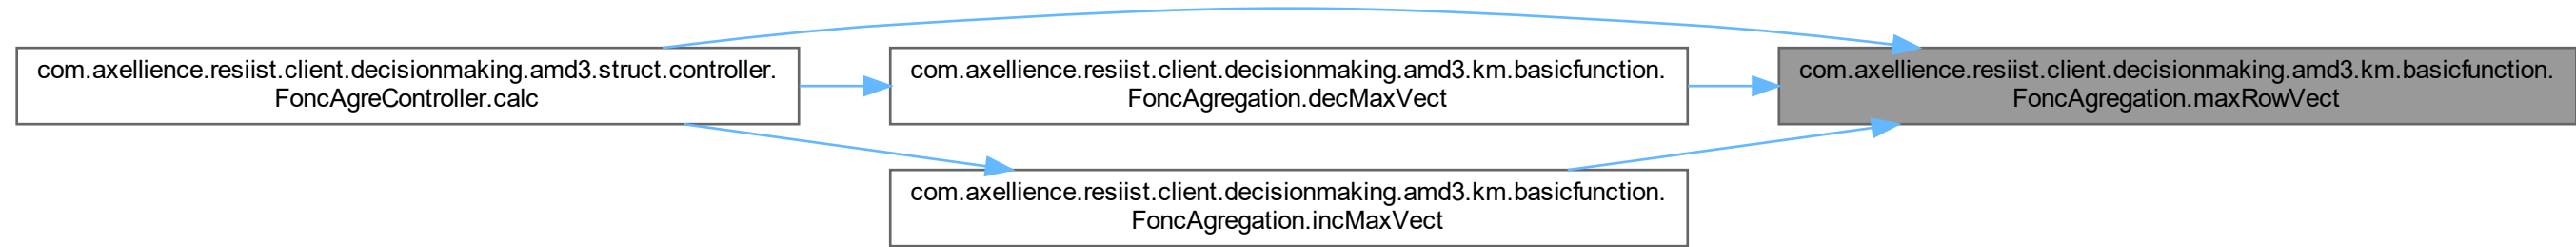 com.axellience.resiist.client.decisionmaking.amd3.struct.controller.
FoncAgreController.calc
com.axellience.resiist.client.decisionmaking.amd3.km.basicfunction.
FoncAgregation.decMaxVect
com.axellience.resiist.client.decisionmaking.amd3.km.basicfunction.
FoncAgregation.maxRowVect
com.axellience.resiist.client.decisionmaking.amd3.km.basicfunction.
FoncAgregation.incMaxVect